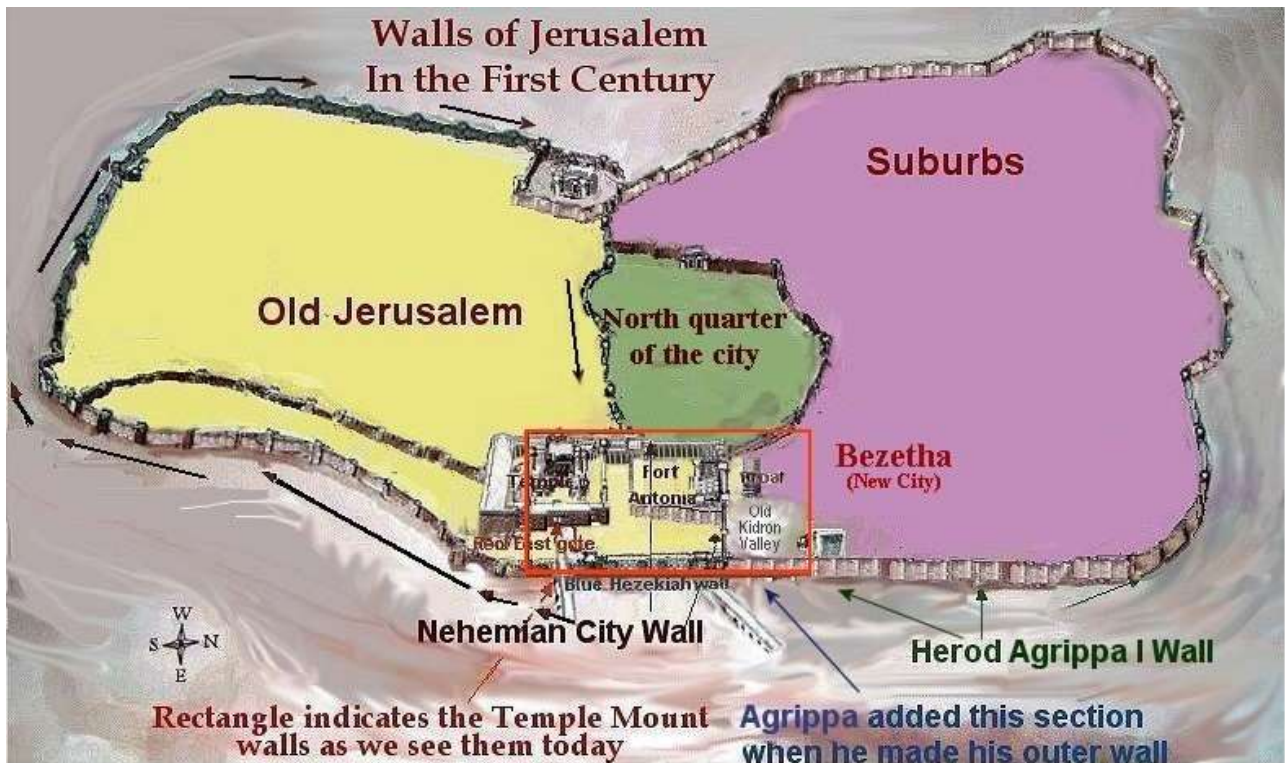 Walls of Jerusalem
In the First Century
Suburbs
Old Jerusalem
North quarter
of the city
Bezetha
(New City)
Temple
Fort
Antonia
Old
Kidron
Valley
East gate
Blue Hezekiah wall
W
S N
E
Nehemian City Wall
Herod Agrippa I Wall
Rectangle indicates the Temple Mount
walls as we see them today
Agrippa added this section
when he made his outer wall